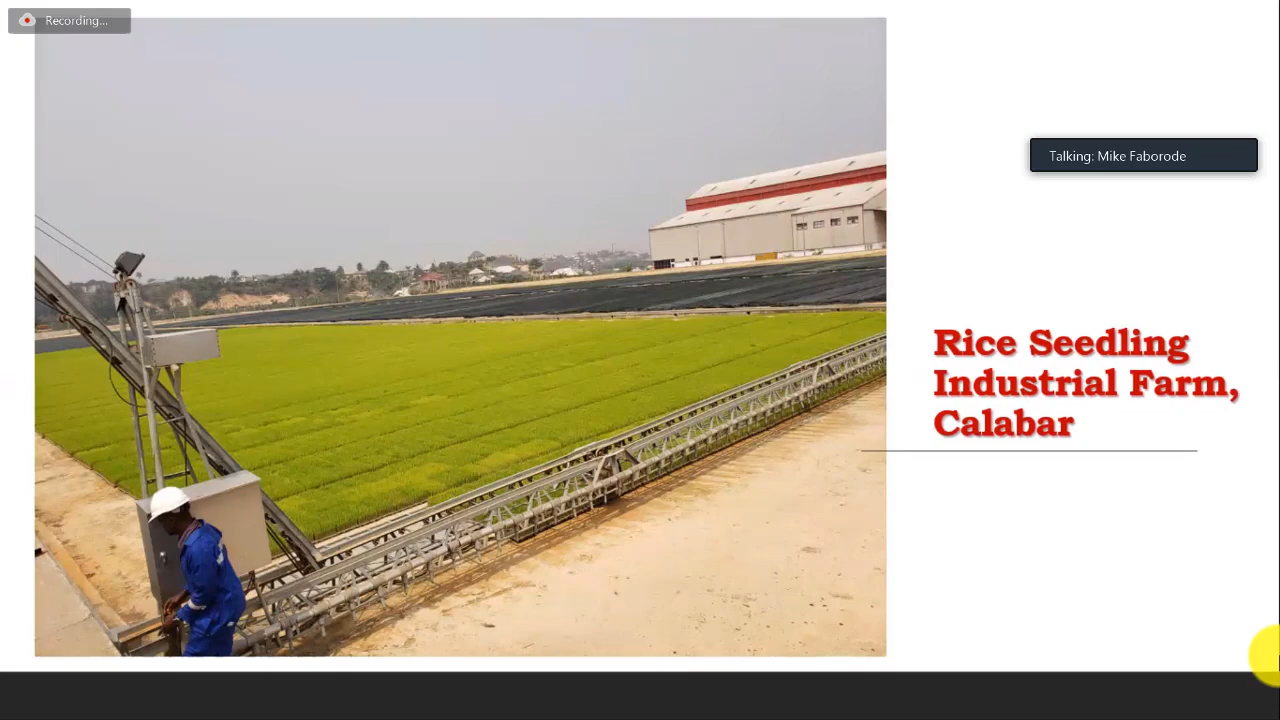 Recording...
Talking: Mike Faborode
Rice Seedling
Industrial Farm,
Calabar